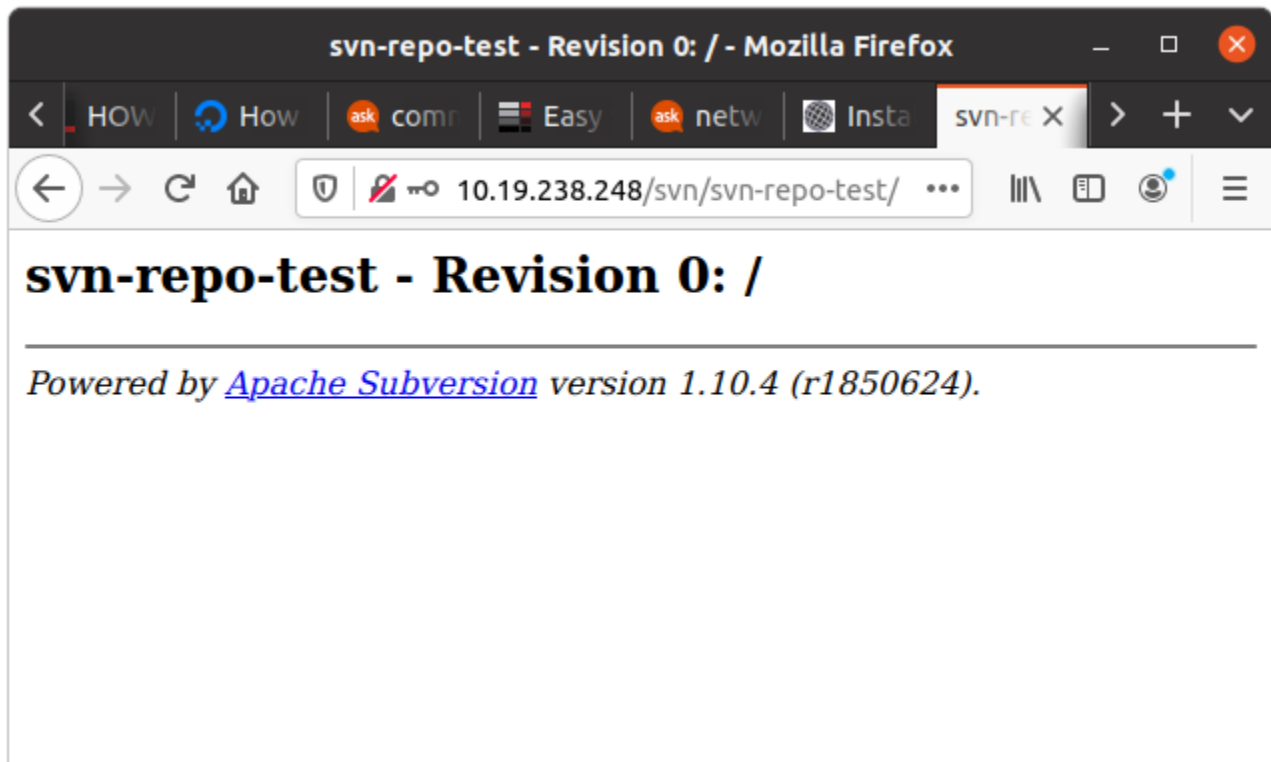 svn-repo-test - Revision 0: / - Mozilla Firefox
HOW How comm Easy netw Insta svn-re
10.19.238.248/svn/svn-repo-test/
svn-repo-test - Revision 0: /
Powered by Apache Subversion version 1.10.4 (r1850624).